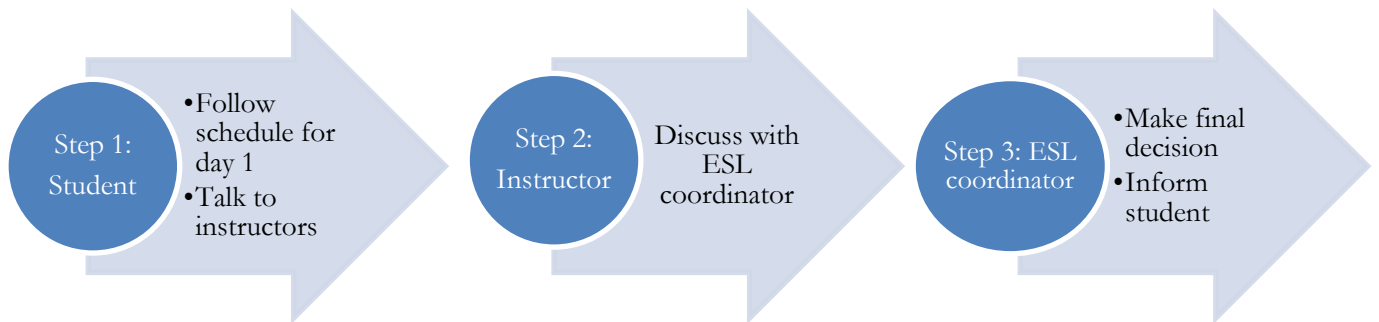 Step 1:
Student
•Follow
schedule for
day 1
•Talk to
instructors
Step 2:
Instructor
Discuss with
ESL
coordinator
Step 3: ESL
coordinator
•Make final
decision
•Inform
student